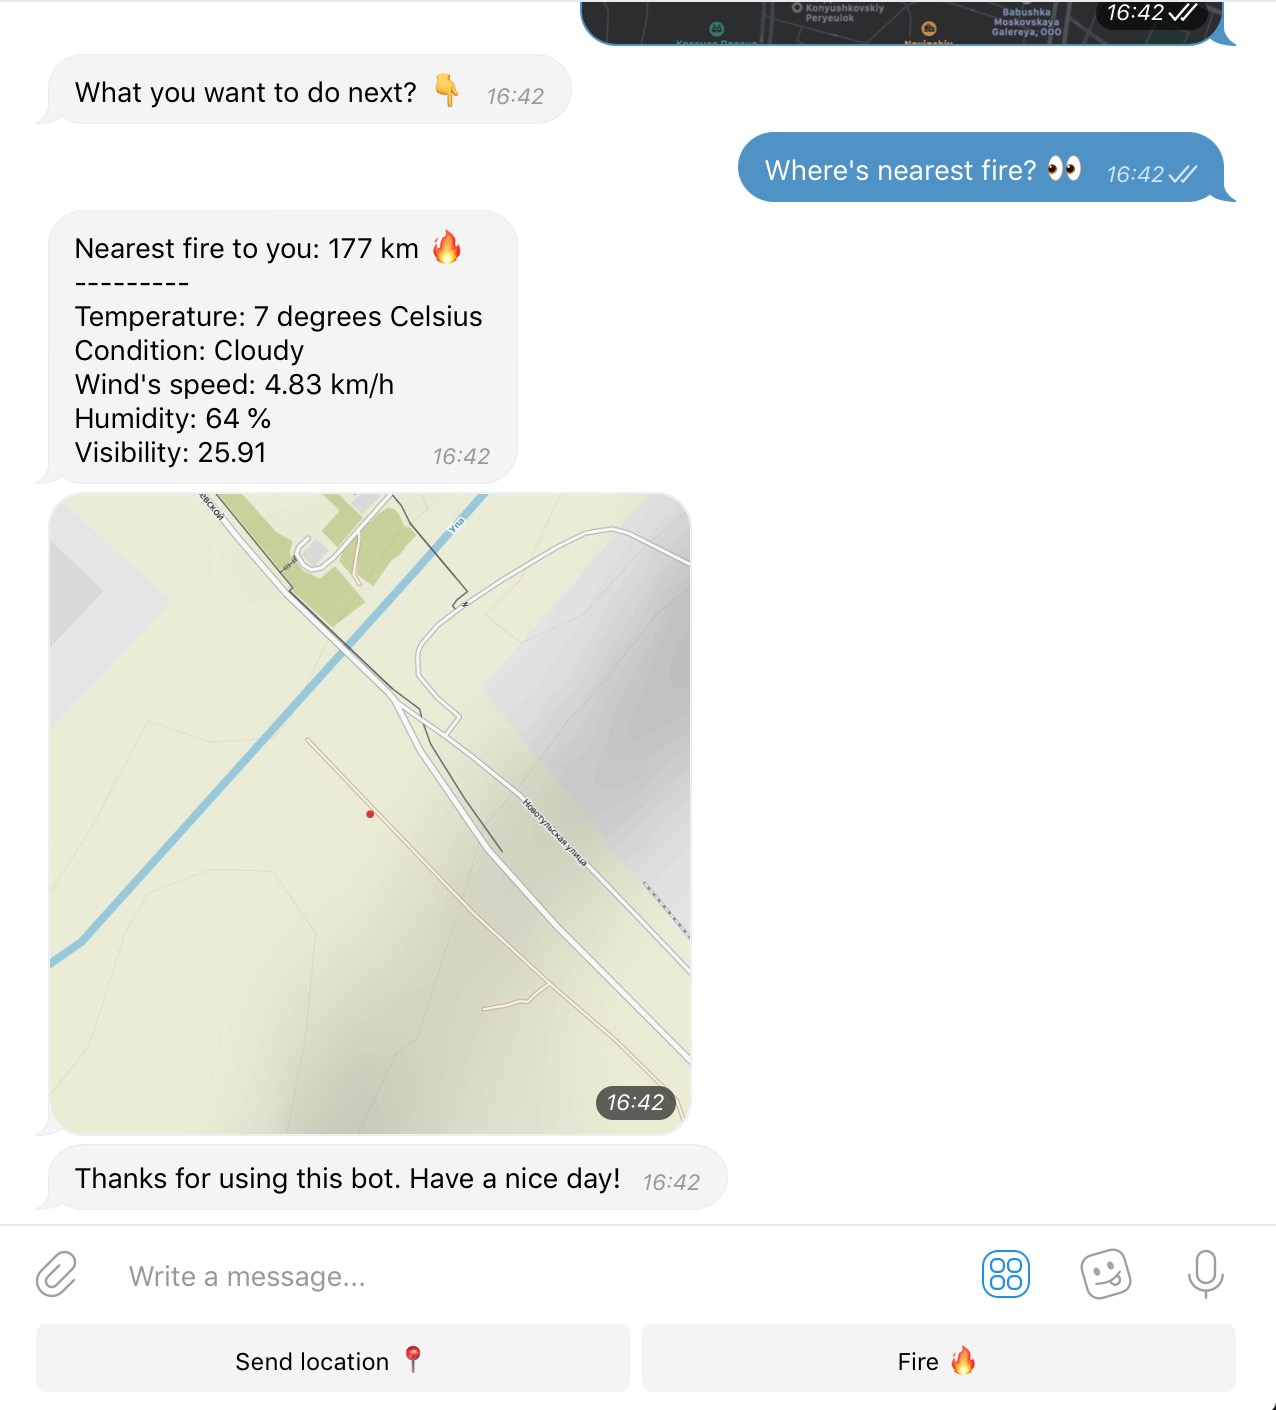 Konyushkovskiy
Peryeulok
Babushka
Moskovskaya
Galereya, OOO
16:42
What you want to do next? 👇 16:42
Where's nearest fire? 👀 16:42
Nearest fire to you: 177 km 🔥
---------
Temperature: 7 degrees Celsius
Condition: Cloudy
Wind's speed: 4.83 km/h
Humidity: 64 %
Visibility: 25.91 16:42
Упа
Новотульская улица
16:42
Thanks for using this bot. Have a nice day! 16:42
Write a message...
Send location 📍
Fire 🔥